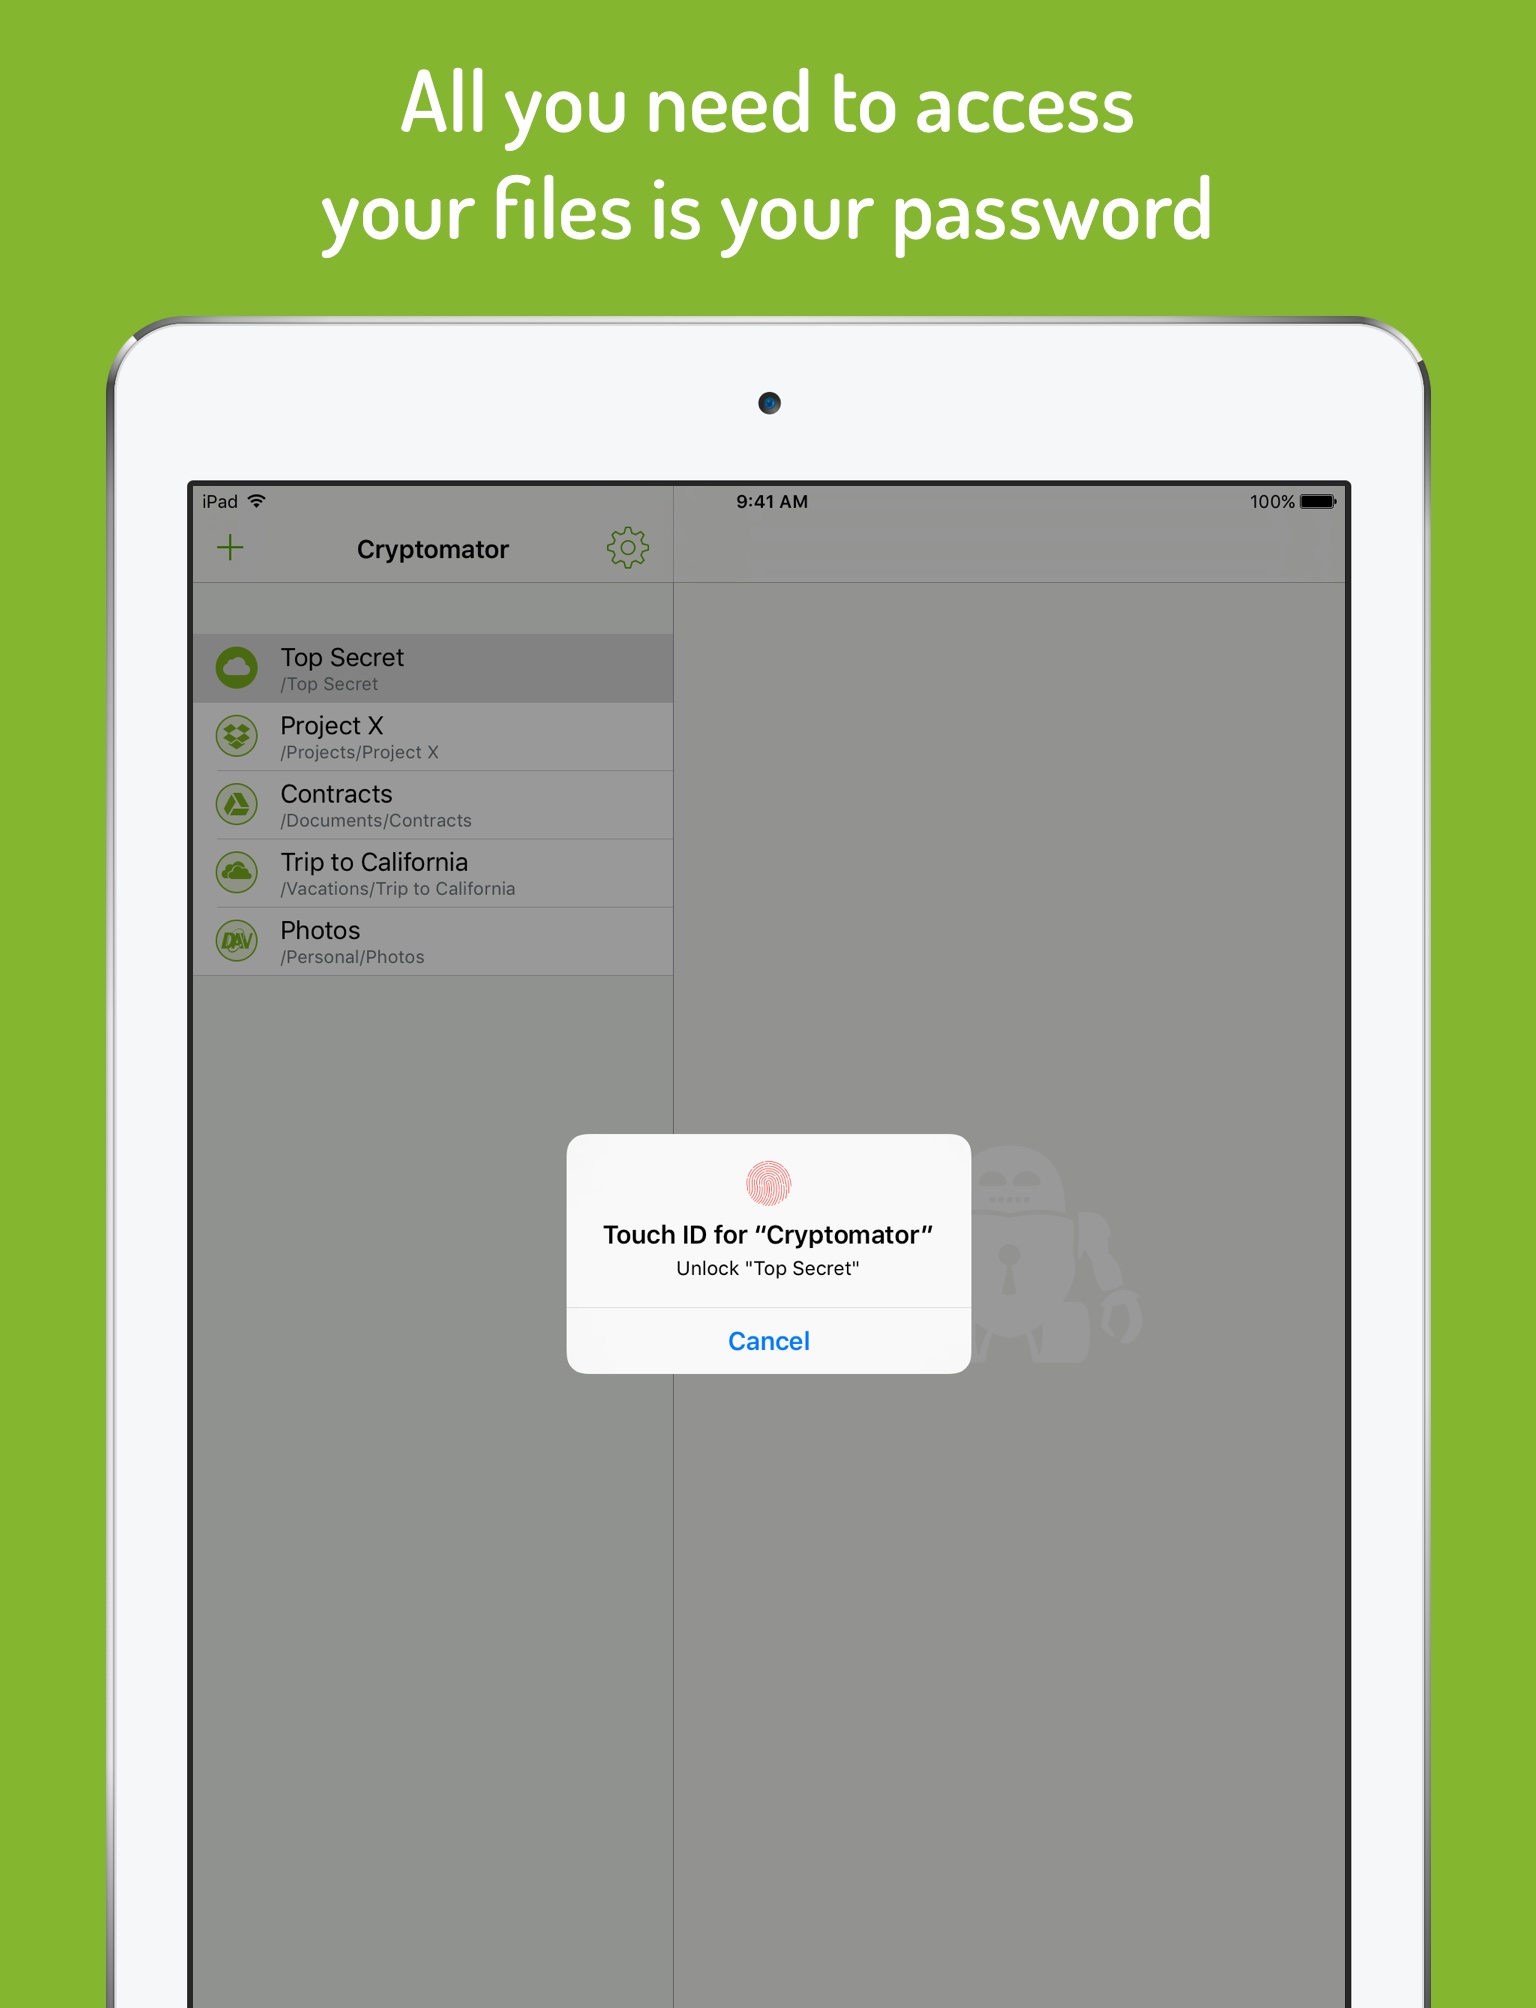 All you need to access
your files is your password
iPad 9:41 AM 100%
Cryptomator
Top Secret
/Top Secret
Project X
/Projects/Project X
Contracts
/Documents/Contracts
Trip to California
/Vacations/Trip to California
DAV
Photos
/Personal/Photos
Touch ID for “Cryptomator”
Unlock "Top Secret"
Cancel